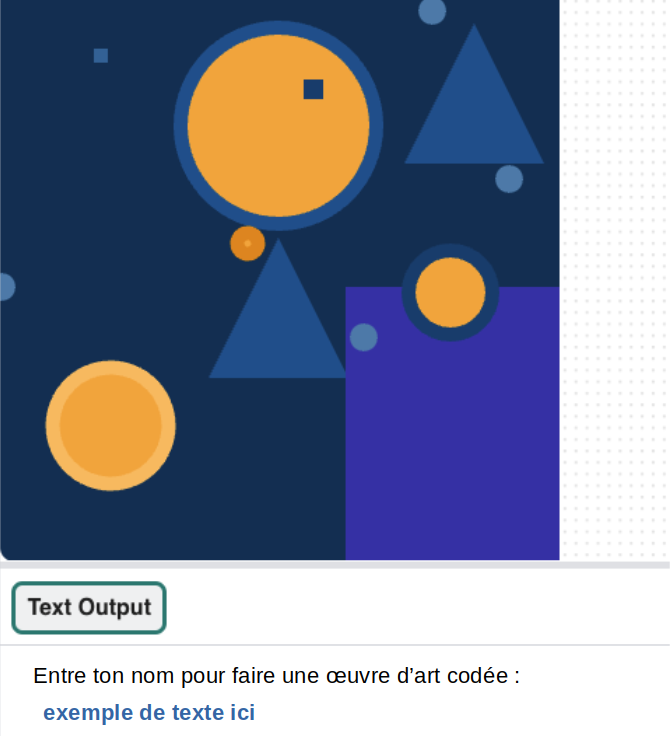 Text Output
Entre ton nom pour faire une œuvre d’art codée :
exemple de texte ici